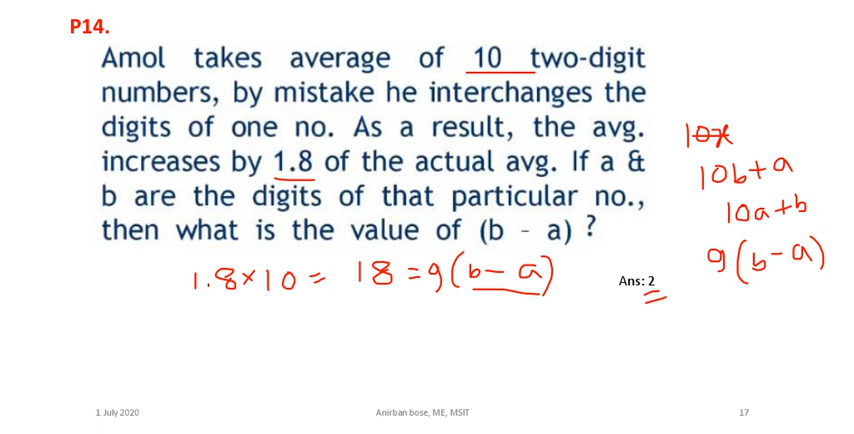 P14.
Amol takes average of 10 two-digit
numbers, by mistake he interchanges the
digits of one no. As a result, the avg.
increases by 1.8 of the actual avg. If a &
b are the digits of that particular no.,
then what is the value of (b - a) ?
10b+a
10a+b
9(b-a)
1.8×10 = 18 = 9(b-a)
Ans: 2
1 July 2020
Anirban bose, ME, MSIT
17